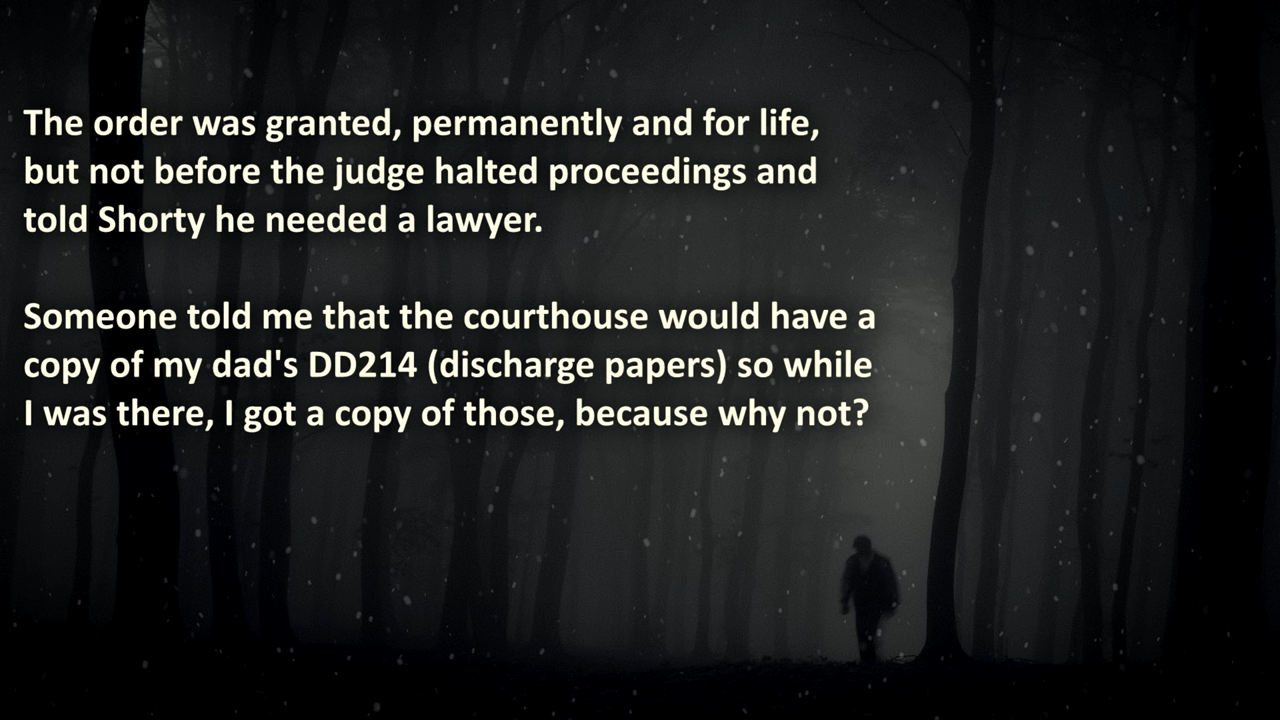 The order was granted, permanently and for life,
but not before the judge halted proceedings and
told Shorty he needed a lawyer.
Someone told me that the courthouse would have a
copy of my dad's DD214 (discharge papers) so while
I was there, I got a copy of those, because why not?